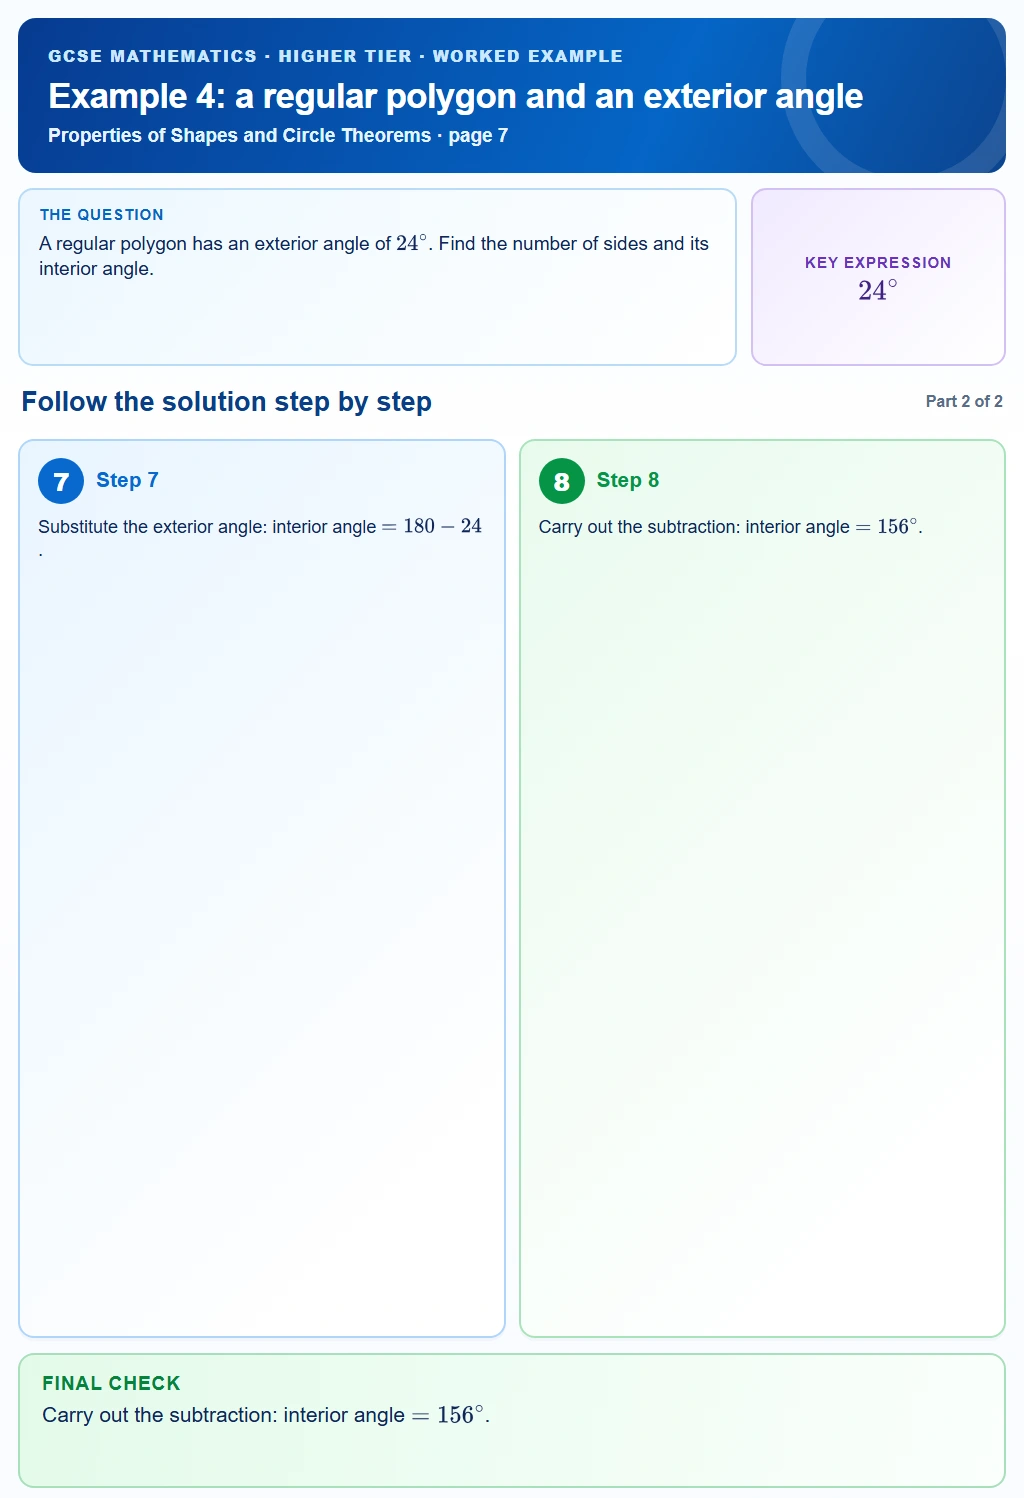 GCSE MATHEMATICS · HIGHER TIER · WORKED EXAMPLE
Example 4: a regular polygon and an exterior angle
Properties of Shapes and Circle Theorems · page 7
THE QUESTION
A regular polygon has an exterior angle of 24°. Find the number of sides and its
interior angle.
KEY EXPRESSION
24°
Follow the solution step by step
Part 2 of 2
7 Step 7
Substitute the exterior angle: interior angle = 180 − 24
.
8 Step 8
Carry out the subtraction: interior angle = 156°.
FINAL CHECK
Carry out the subtraction: interior angle = 156°.